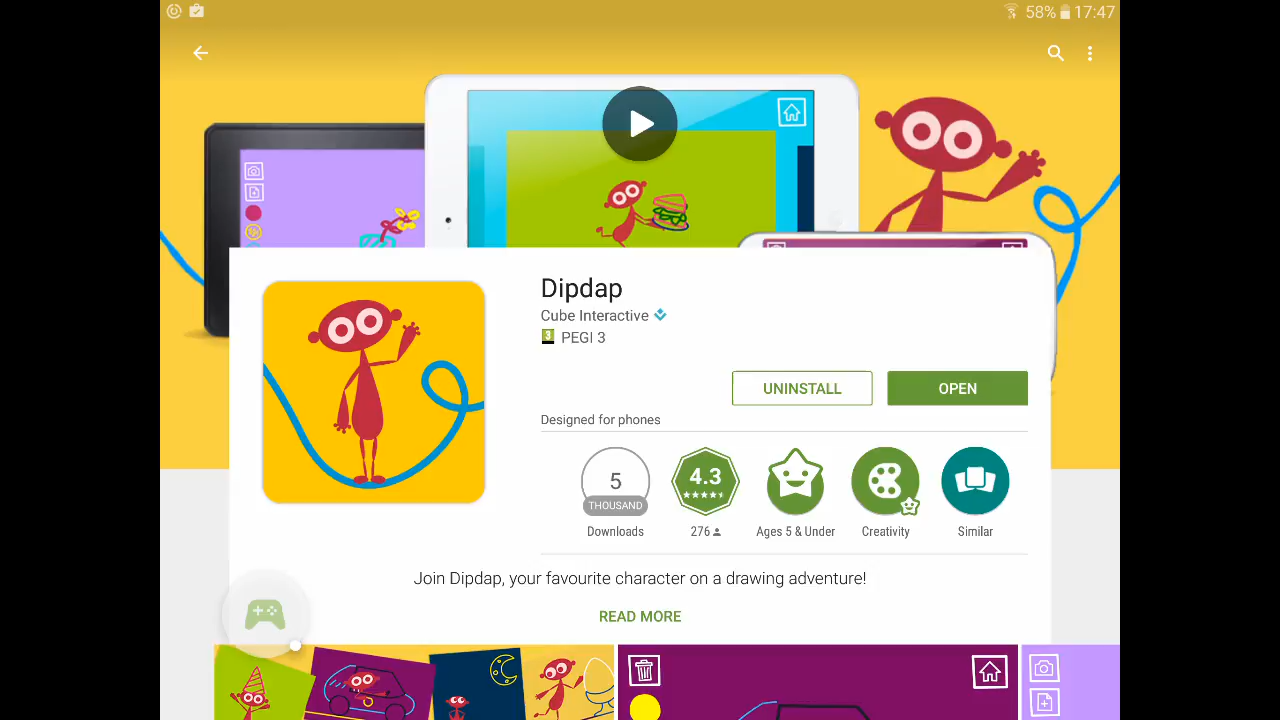 58% 17:47
Dipdap
Cube Interactive
3 PEGI 3
UNINSTALL OPEN
Designed for phones
5 THOUSAND
4.3
Downloads 276 Ages 5 & Under Creativity Similar
Join Dipdap, your favourite character on a drawing adventure!
READ MORE